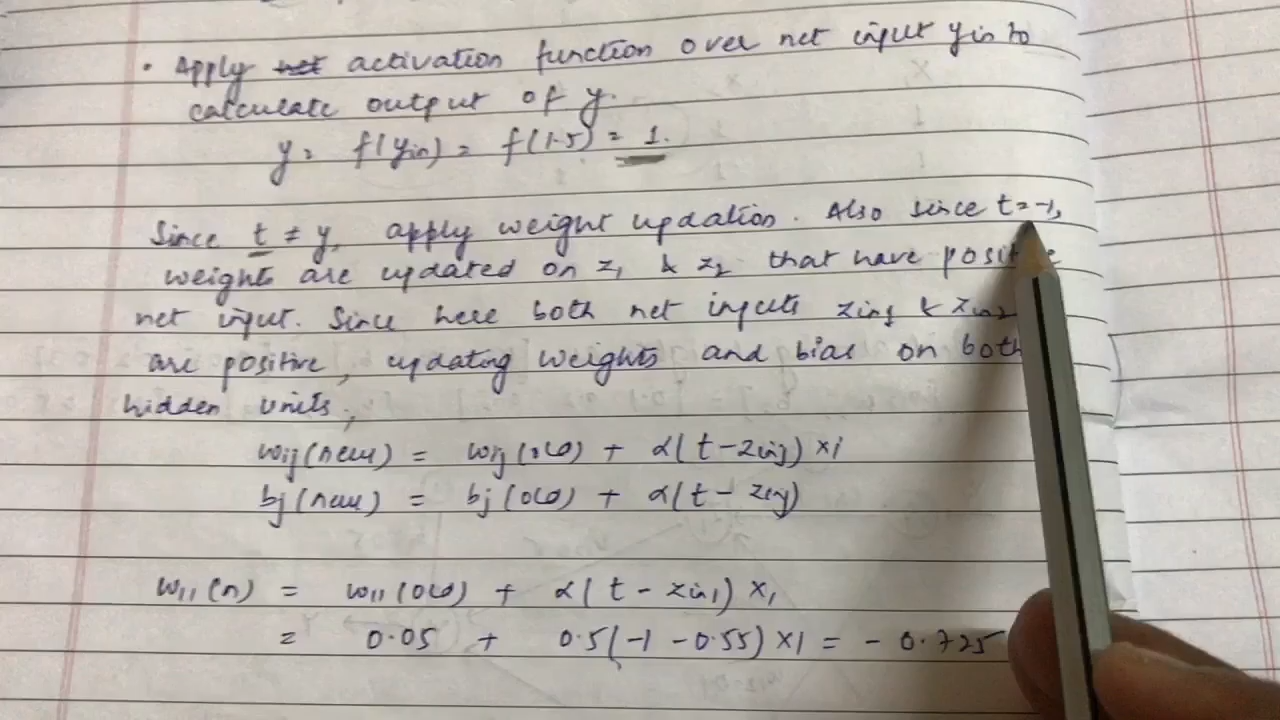 • Apply net activation function over net input yin to
calculate output of y.
y = f(yin) = f(1.5) = 1.
Since t ≠ y, apply weight updation. Also since t=-1,
weight are updated on z1 & z2 that have positive
net input. Since here both net inputs zin1 & zin2
are positive, updating weights and bias on both
hidden units,
wij(new) = wij(old) + α(t-zinj) xi
bj(new) = bj(old) + α(t-zinj)
w11(n) = w11(old) + α(t-zin1) x1
= 0.05 + 0.5(-1-0.55) x1 = -0.725